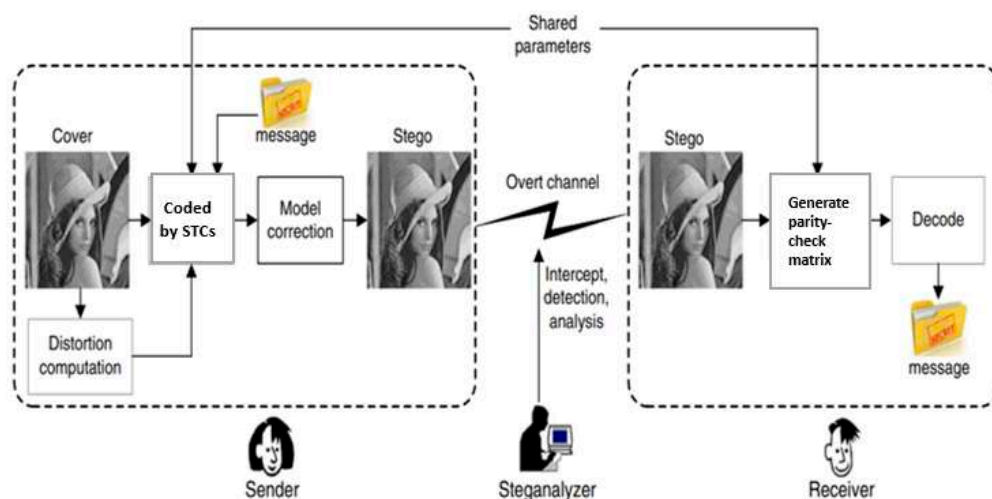 Shared
parameters
message
Cover
Stego
Coded
by STCs
Model
correction
Distortion
computation
Overt channel
Intercept,
detection,
analysis
Stego
Generate
parity-
check
matrix
Decode
SECRET
message
Sender
Steganalyzer
Receiver